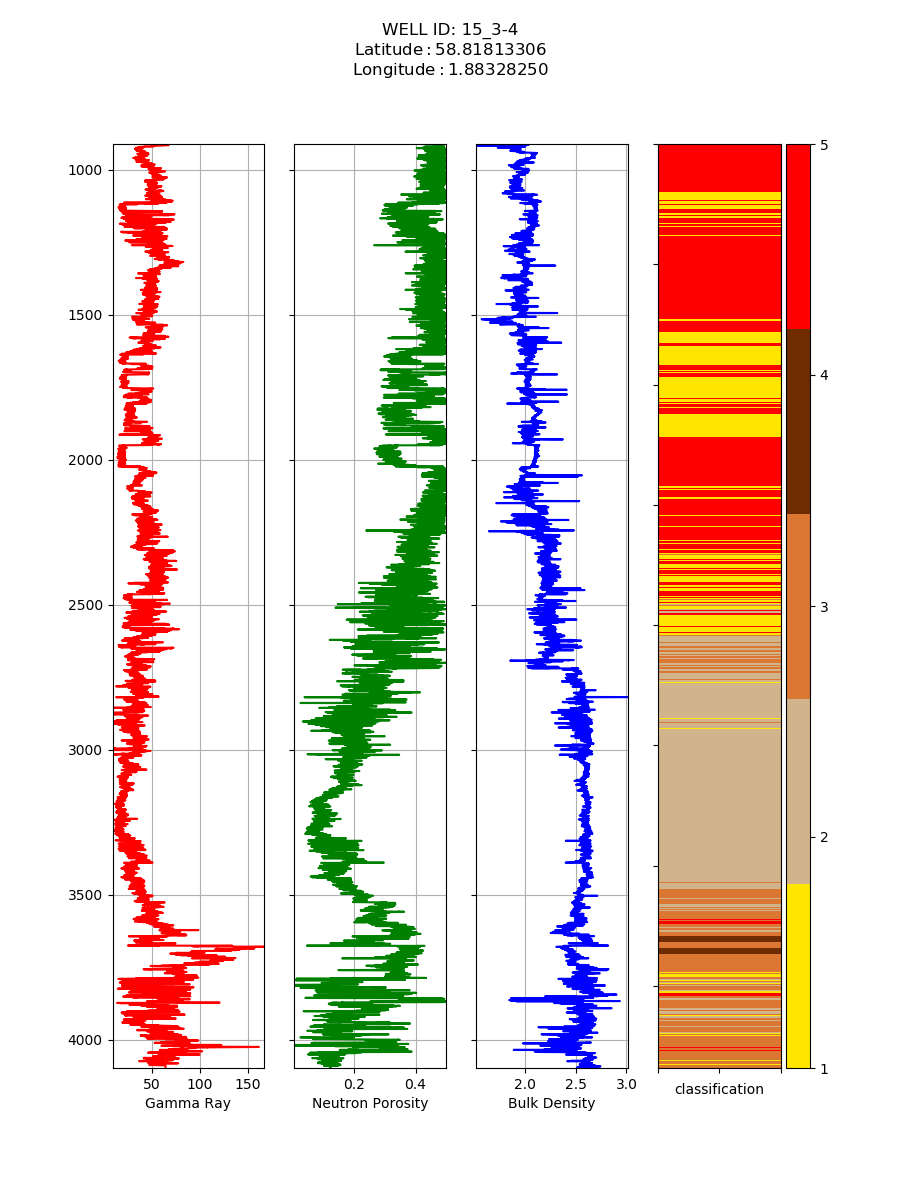 WELL ID: 15_3-4
Latitude : 58.81813306
Longitude : 1.88328250
1000
1500
2000
2500
3000
3500
4000
50 100 150
Gamma Ray
0.2 0.4
Neutron Porosity
2.0 2.5 3.0
Bulk Density
classification
5
4
3
2
1